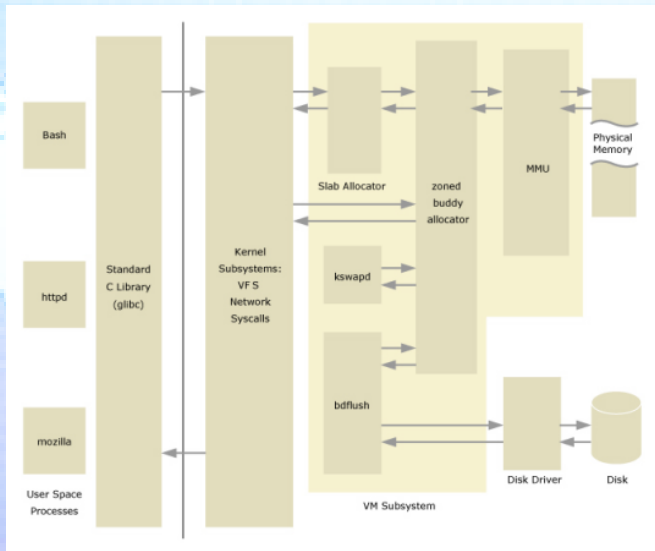 Bash
httpd
mozilla
User Space
Processes
Standard
C Library
(glibc)
Kernel
Subsystems:
VFS
Network
Syscalls
Slab Allocator
kswapd
bdflush
VM Subsystem
zoned
buddy
allocator
MMU
Physical
Memory
Disk Driver
Disk